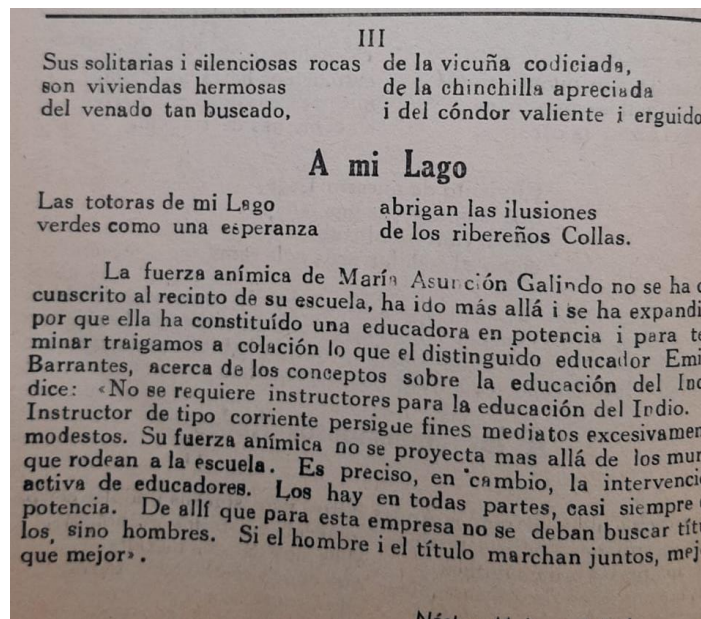 III
Sus solitarias i silenciosas rocas
son viviendas hermosas
del venado tan buscado,
de la vicuña codiciada,
de la chinchilla apreciada
i del cóndor valiente i erguido
A mi Lago
Las totoras de mi Lago
verdes como una esperanza
abrigan las ilusiones
de los ribereños Collas.
La fuerza anímica de María Asunción Galindo no se ha
cunscrito al recinto de su escuela, ha ido más allá i se ha expandi
por que ella ha constituído una educadora en potencia i para te
minar traigamos a colación lo que el distinguido educador Emi
Barrantes, acerca de los conceptos sobre la educación del Ind
dice: «No se requiere instructores para la educación del Indio.
Instructor de tipo corriente persigue fines mediatos excesivamen
modestos. Su fuerza anímica no se proyecta mas allá de los mur
que rodean a la escuela. Es preciso, en cambio, la intervenci
activa de educadores. Los hay en todas partes, casi siempre
potencia. De allí que para esta empresa no se deban buscar títu
los, sino hombres. Si el hombre i el título marchan juntos, mej
que mejor».